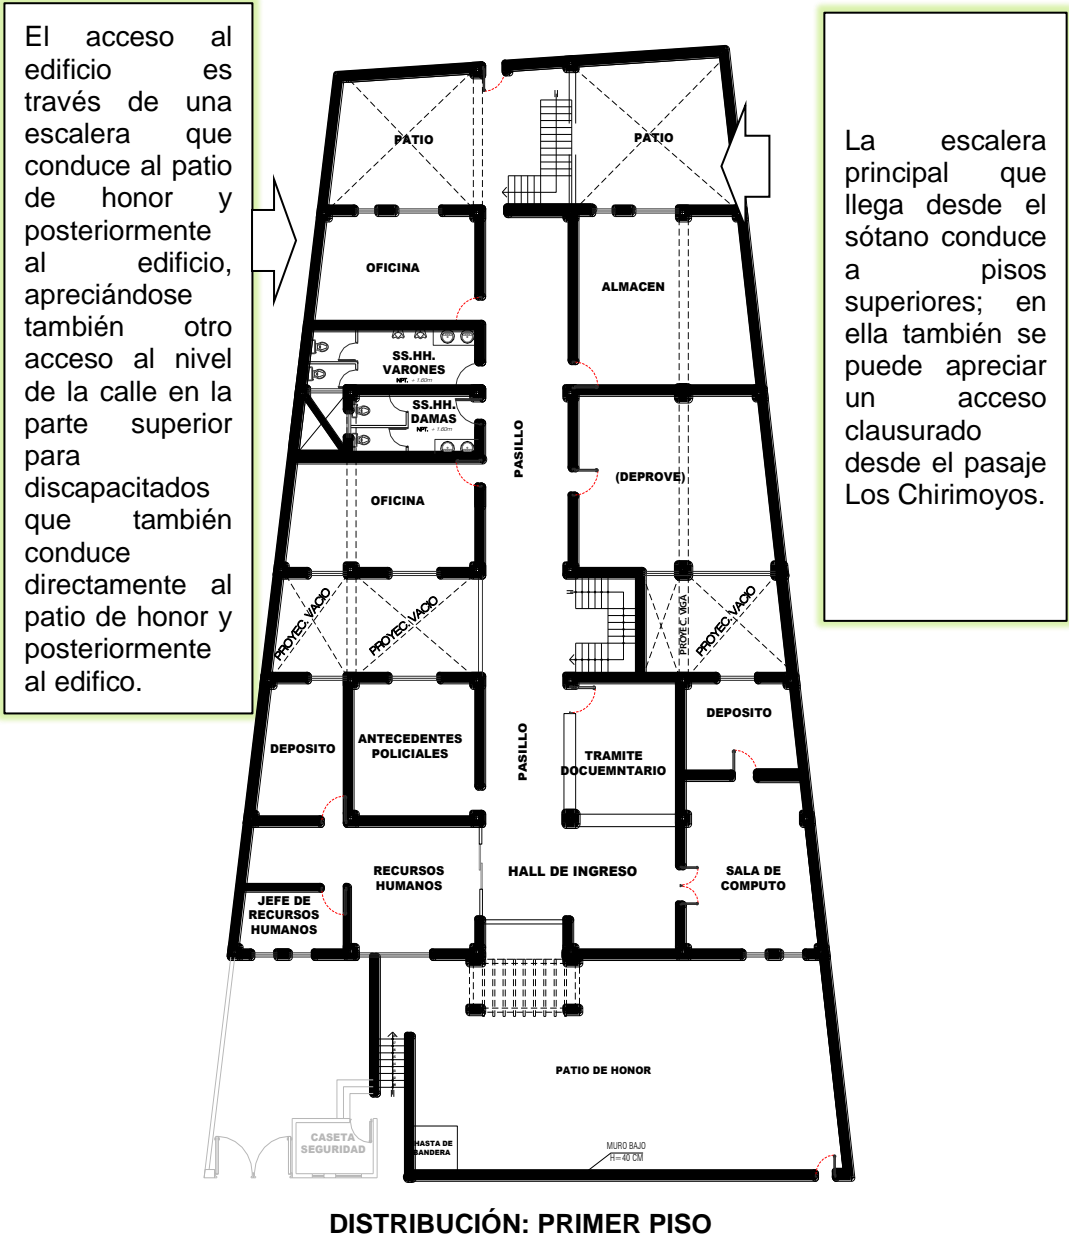 El acceso al
edificio es
través de una
escalera que
conduce al patio
de honor y
posteriormente
al edificio,
apreciándose
también otro
acceso al nivel
de la calle en la
parte superior
para
discapacitados
que también
conduce
directamente al
patio de honor y
posteriormente
al edifico.
La escalera
principal que
llega desde el
sótano conduce
a pisos
superiores; en
ella también se
puede apreciar
un acceso
clausurado
desde el pasaje
Los Chirimoyos.
PATIO
PATIO
OFICINA
ALMACEN
SS.HH.
VARONES
NPT. + 1.60m
SS.HH.
DAMAS
NPT. + 1.60m
PASILLO
OFICINA
(DEPROVE)
PROYEC. VACIO
PROYEC. VACIO
PROYEC. VIGA
PROYEC. VACIO
DEPOSITO
ANTECEDENTES
POLICIALES
PASILLO
TRAMITE
DOCUEMNTARIO
DEPOSITO
RECURSOS
HUMANOS
HALL DE INGRESO
SALA DE
COMPUTO
JEFE DE
RECURSOS
HUMANOS
PATIO DE HONOR
CASETA
SEGURIDAD
HASTA DE
BANDERA
MURO BAJO
H=40 CM
DISTRIBUCIÓN: PRIMER PISO